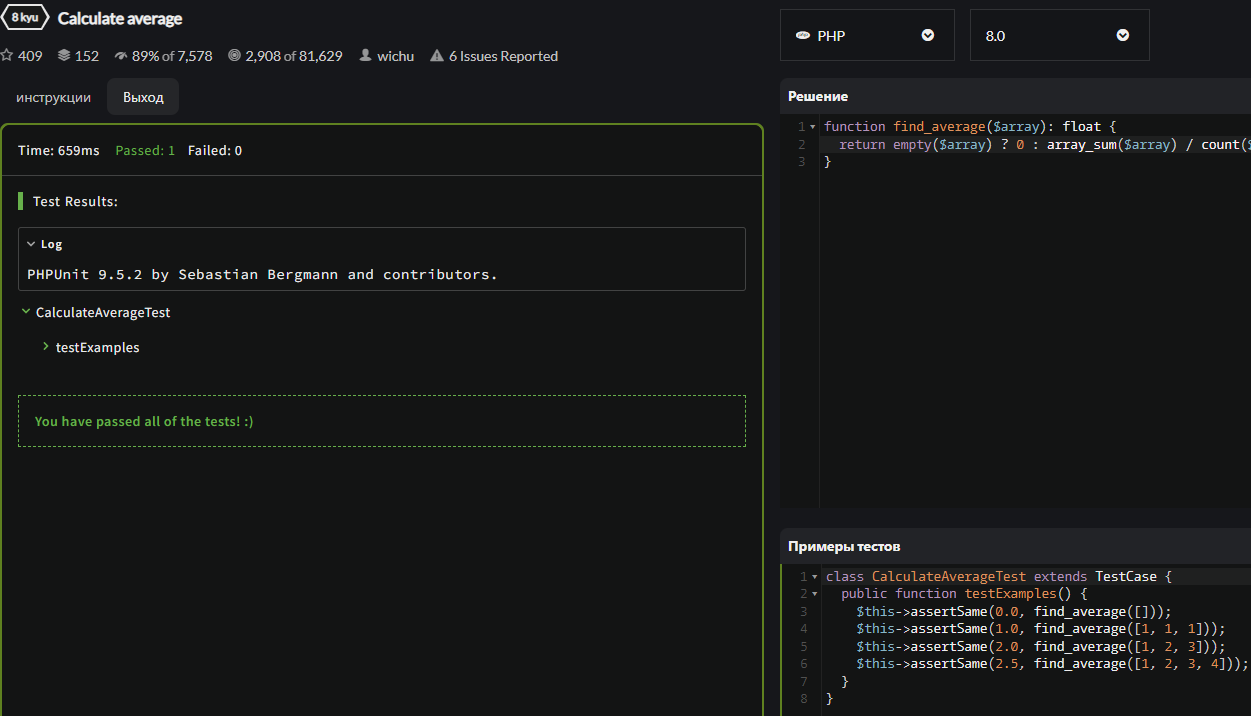 8 kyu Calculate average
409 152 89% of 7,578 2,908 of 81,629 wichu 6 Issues Reported
инструкции Выход
Time: 659ms Passed: 1 Failed: 0
Test Results:
Log
PHPUnit 9.5.2 by Sebastian Bergmann and contributors.
CalculateAverageTest
testExamples
You have passed all of the tests! :)
php PHP 8.0
Решение
1 function find_average($array): float {
2 return empty($array) ? 0 : array_sum($array) / count($
3 }
Примеры тестов
1 class CalculateAverageTest extends TestCase {
2 public function testExamples() {
3 $this->assertSame(0.0, find_average([]));
4 $this->assertSame(1.0, find_average([1, 1, 1]));
5 $this->assertSame(2.0, find_average([1, 2, 3]));
6 $this->assertSame(2.5, find_average([1, 2, 3, 4]));
7 }
8 }